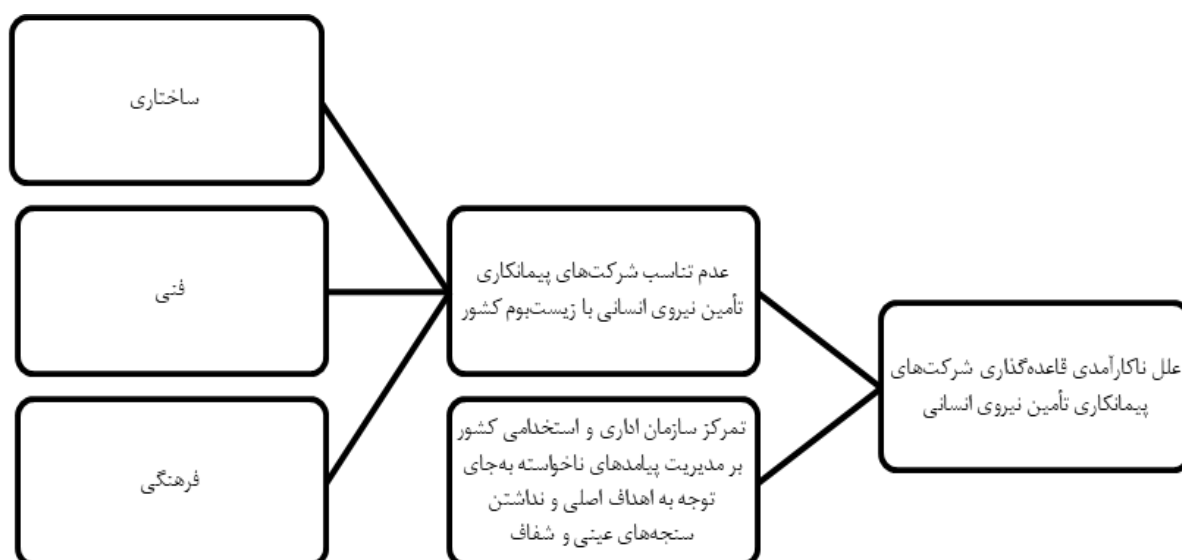 علل ناکارآمدی قاعده‌گذاری شرکت‌های
پیمانکاری تأمین نیروی انسانی
عدم تناسب شرکت‌های پیمانکاری
تأمین نیروی انسانی با زیست‌بوم کشور
تمرکز سازمان اداری و استخدامی کشور
بر مدیریت پیامدهای ناخواسته به‌جای
توجه به اهداف اصلی و نداشتن
سنجه‌های عینی و شفاف
ساختاری
فنی
فرهنگی